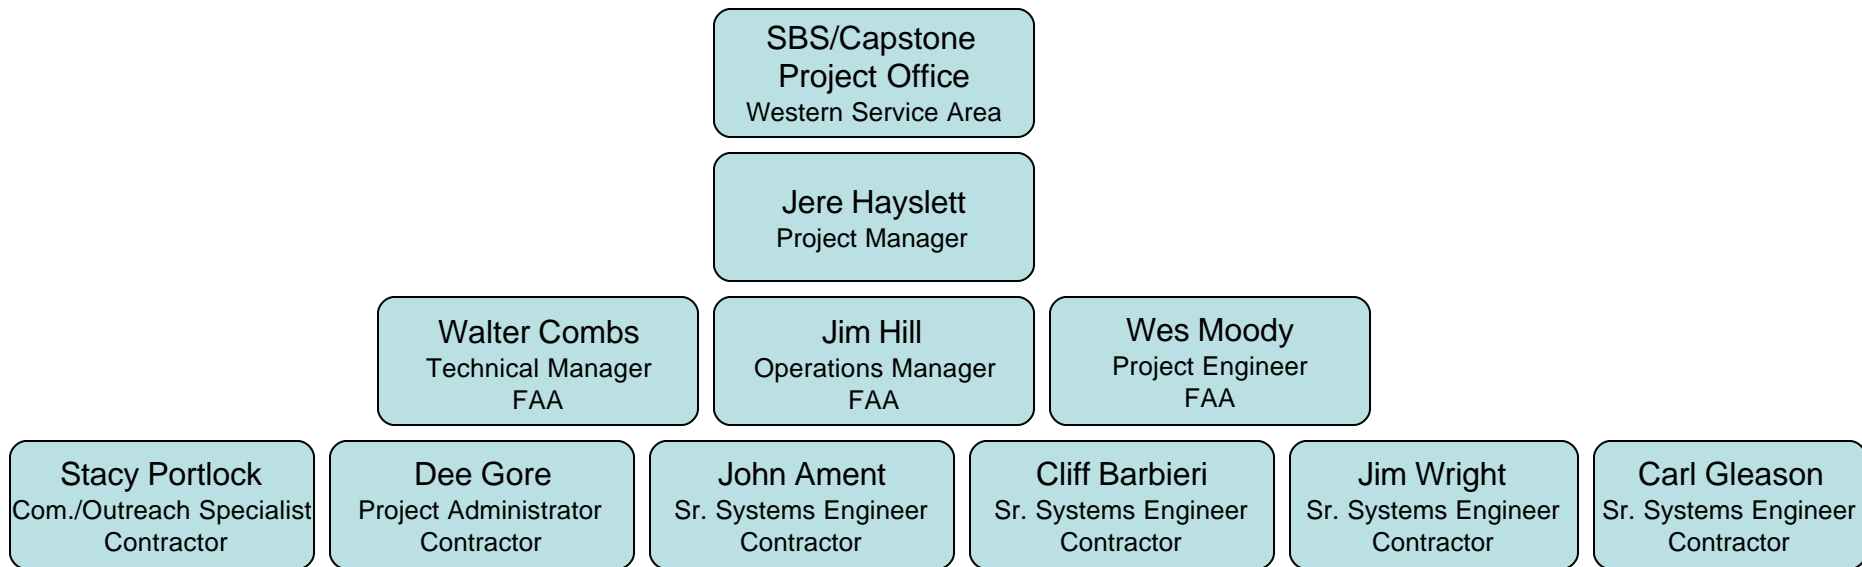 SBS/Capstone
Project Office
Western Service Area
Jere Hayslett
Project Manager
Walter Combs
Technical Manager
FAA
Jim Hill
Operations Manager
FAA
Wes Moody
Project Engineer
FAA
Stacy Portlock
Com./Outreach Specialist
Contractor
Dee Gore
Project Administrator
Contractor
John Ament
Sr. Systems Engineer
Contractor
Cliff Barbieri
Sr. Systems Engineer
Contractor
Jim Wright
Sr. Systems Engineer
Contractor
Carl Gleason
Sr. Systems Engineer
Contractor